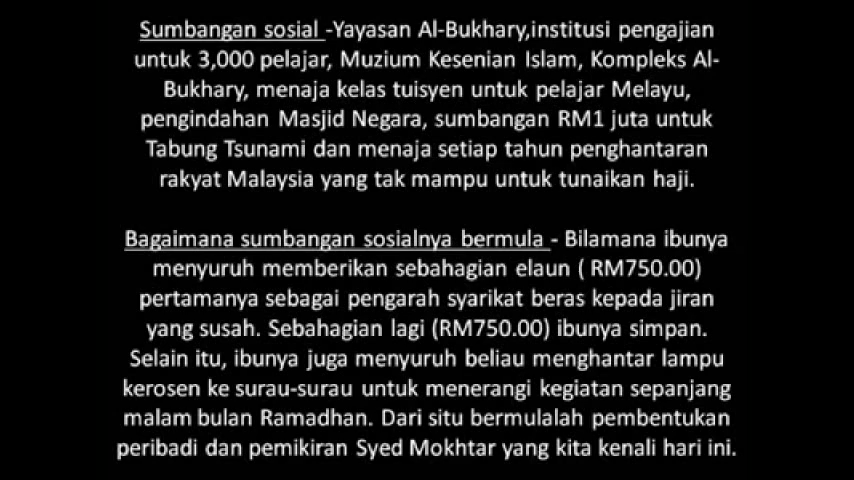 Sumbangan sosial -Yayasan Al-Bukhary,institusi pengajian
untuk 3,000 pelajar, Muzium Kesenian Islam, Kompleks Al-
Bukhary, menaja kelas tuisyen untuk pelajar Melayu,
pengindahan Masjid Negara, sumbangan RM1 juta untuk
Tabung Tsunami dan menaja setiap tahun penghantaran
rakyat Malaysia yang tak mampu untuk tunaikan haji.
Bagaimana sumbangan sosialnya bermula - Bilamana ibunya
menyuruh memberikan sebahagian elaun ( RM750.00)
pertamanya sebagai pengarah syarikat beras kepada jiran
yang susah. Sebahagian lagi (RM750.00) ibunya simpan.
Selain itu, ibunya juga menyuruh beliau menghantar lampu
kerosen ke surau-surau untuk menerangi kegiatan sepanjang
malam bulan Ramadhan. Dari situ bermulalah pembentukan
peribadi dan pemikiran Syed Mokhtar yang kita kenali hari ini.